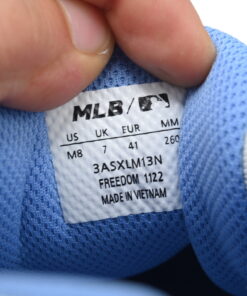 MLB/
US UK EUR MM
M8 7 41 260
3ASXLM13N
FREEDOM 1122
MADE IN VIETNAM